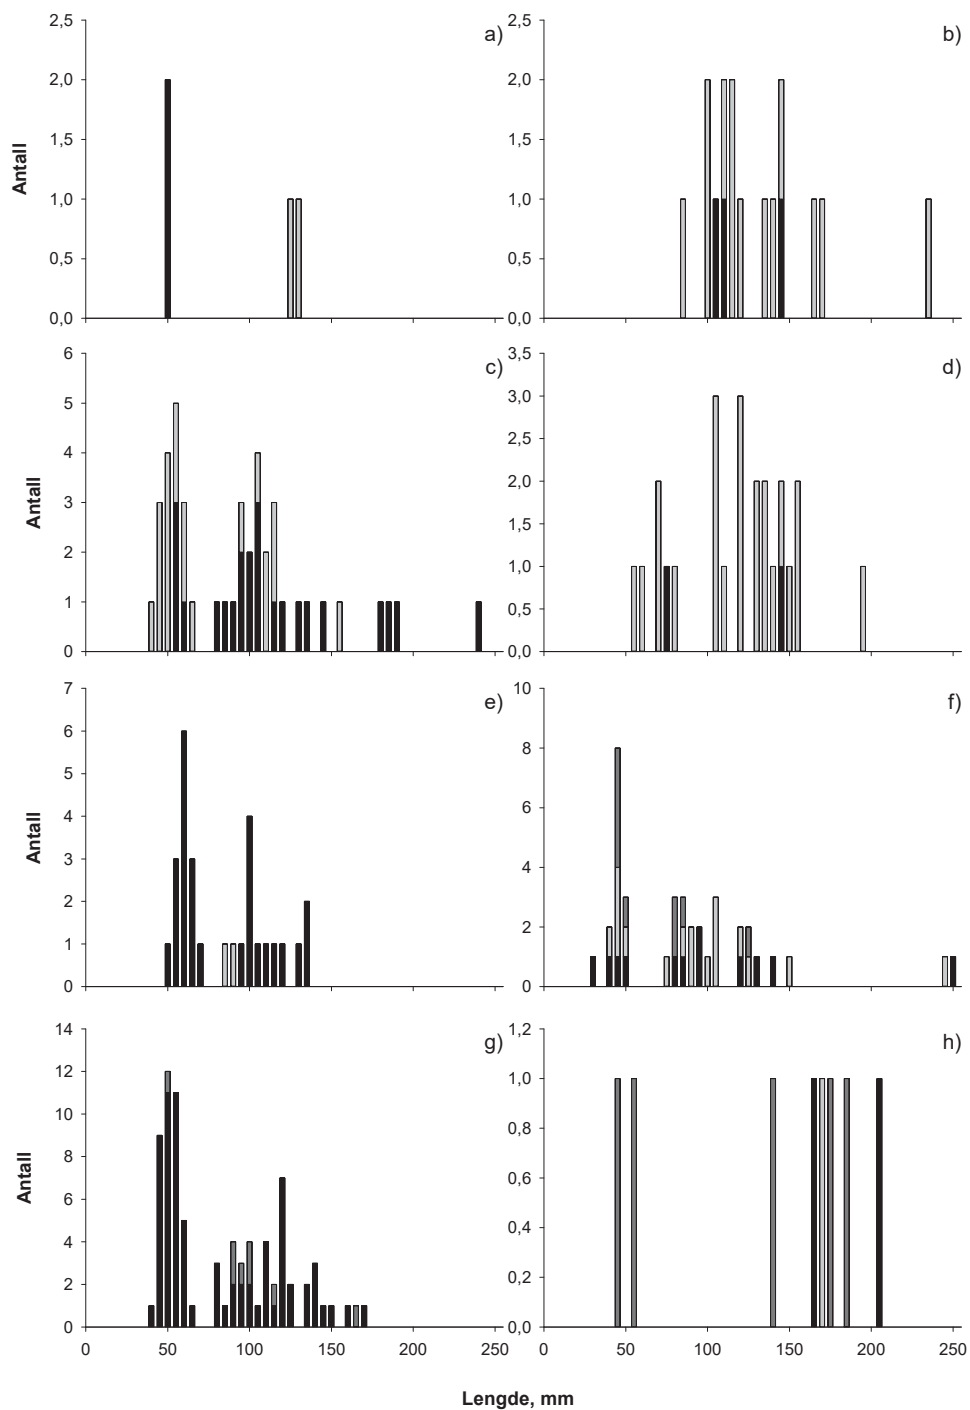 2,5 a) 2,5 b)
2,0 2,0
1,5 1,5
Antall
1,0 1,0
0,5 0,5
0,0 0,0
6 c) 3,5 d)
5 3,0
4 2,5
Antall
3 2,0
2 1,5
1 1,0
0 0,5
0,0
7 e) 10 f)
6 8
5 6
4
Antall
3 4
2 2
1
0 0
14 g) 1,2 h)
12 1,0
10 0,8
8
Antall
6 0,6
4 0,4
2 0,2
0 0,0
0 50 100 150 200 250 0 50 100 150 200 250
Lengde, mm